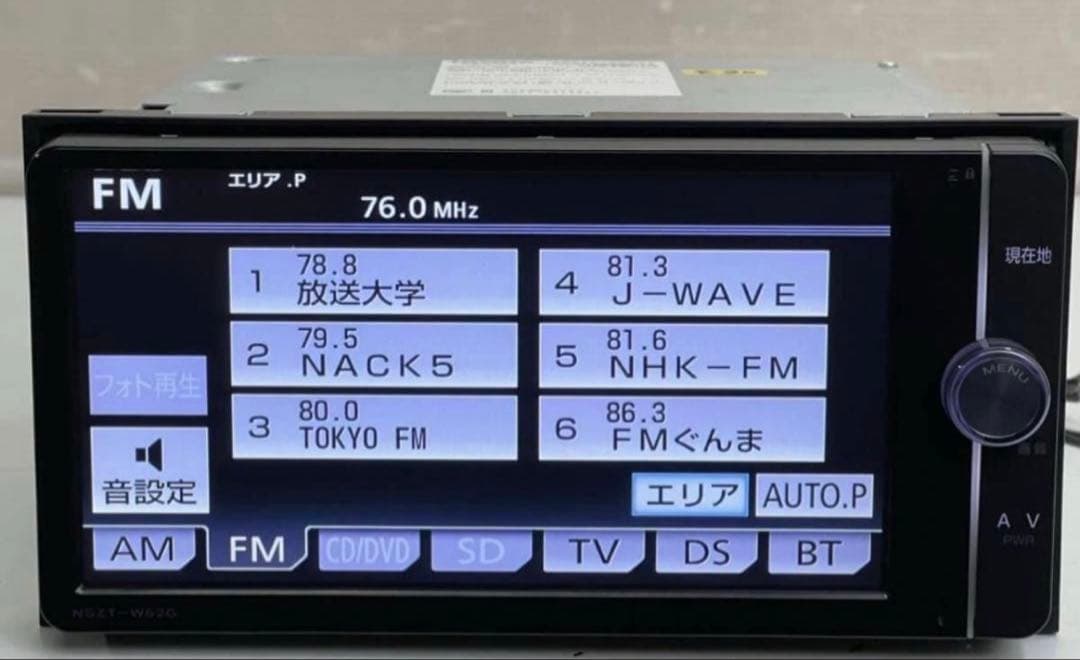 FM
エリア.P
76.0 MHz
1 78.8
放送大学
2 79.5
NACK5
3 80.0
TOKYO FM
4 81.3
J-WAVE
5 81.6
NHK-FM
6 86.3
FMぐんま
フォト再生
音設定
エリア
AUTO.P
AM
FM
CD/DVD
SD
TV
DS
BT
現在地
MENU
AV
PWR
NSZT-W62G